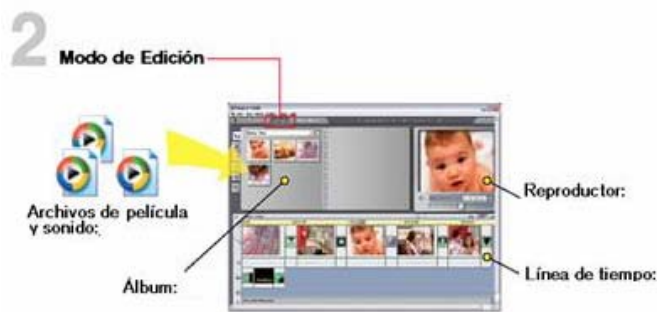 2 Modo de Edición
Archivos de película
y sonido:
Álbum:
Reproductor:
Línea de tiempo: